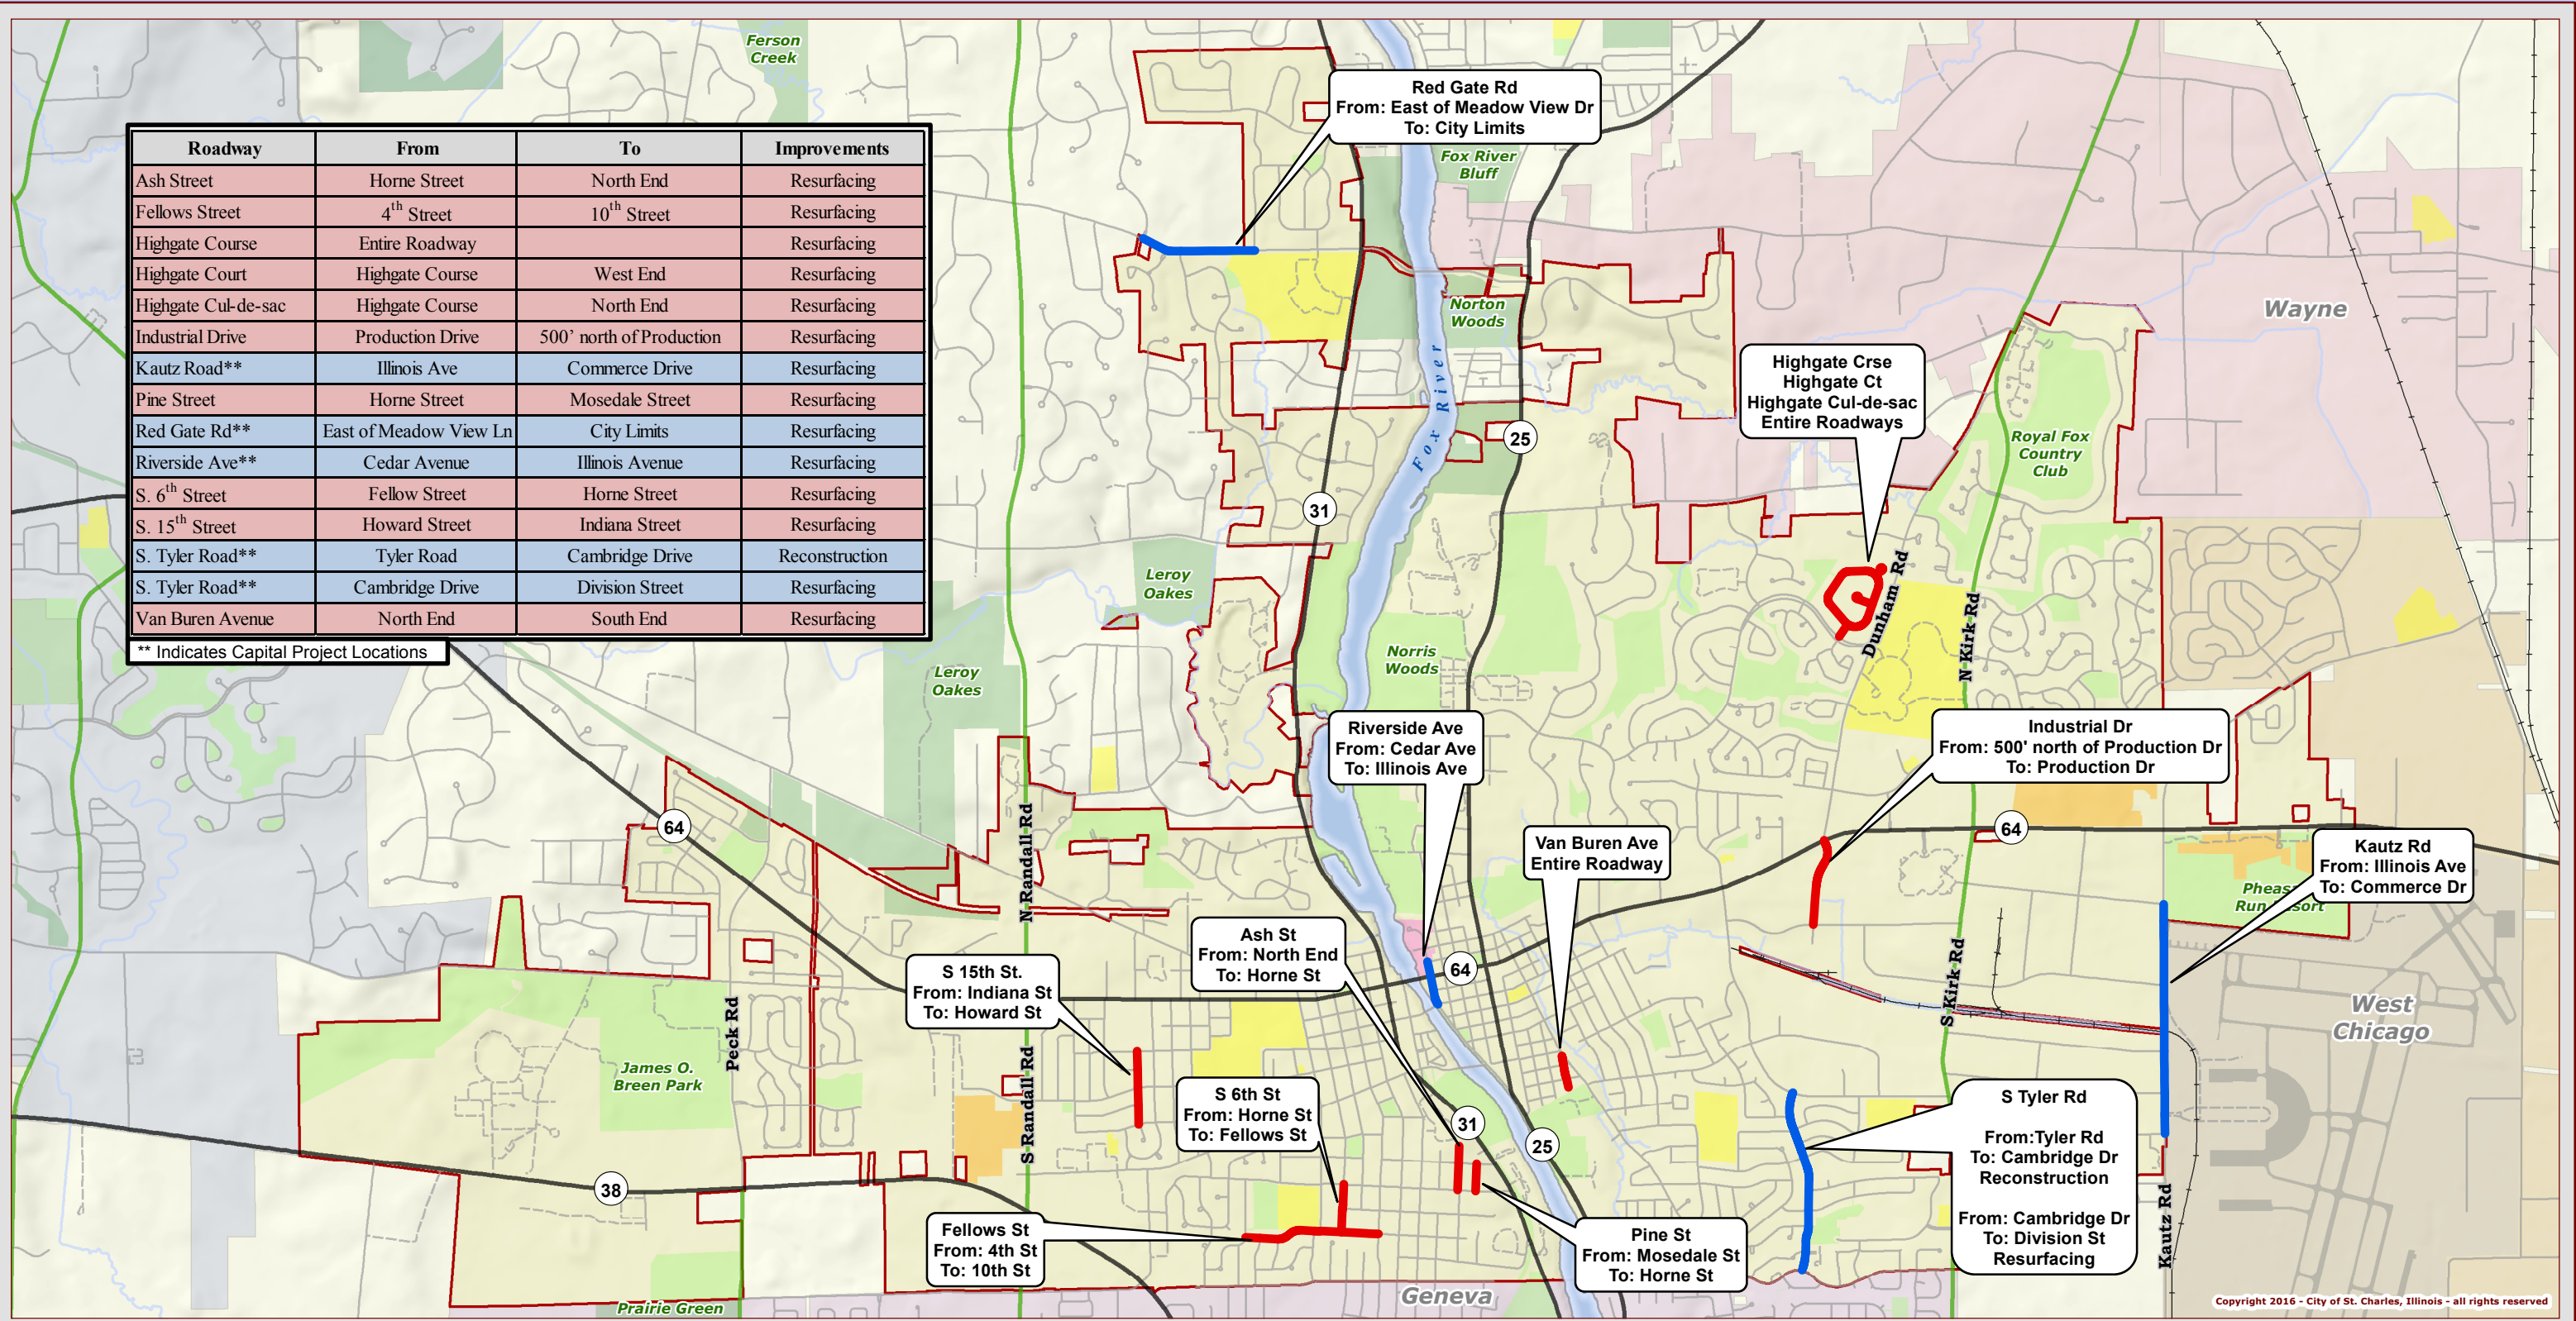 Ferson
Creek
Red Gate Rd
From: East of Meadow View Dr
To: City Limits
Fox River
Bluff
Roadway From To Improvements
Ash Street Horne Street North End Resurfacing
Fellows Street 4th Street 10th Street Resurfacing
Highgate Course Entire Roadway Resurfacing
Highgate Court Highgate Course West End Resurfacing
Highgate Cul-de-sac Highgate Course North End Resurfacing
Industrial Drive Production Drive 500’ north of Production Resurfacing
Kautz Road** Illinois Ave Commerce Drive Resurfacing
Pine Street Horne Street Mosedale Street Resurfacing
Red Gate Rd** East of Meadow View Ln City Limits Resurfacing
Riverside Ave** Cedar Avenue Illinois Avenue Resurfacing
S. 6th Street Fellow Street Horne Street Resurfacing
S. 15th Street Howard Street Indiana Street Resurfacing
S. Tyler Road** Tyler Road Cambridge Drive Reconstruction
S. Tyler Road** Cambridge Drive Division Street Resurfacing
Van Buren Avenue North End South End Resurfacing
** Indicates Capital Project Locations
Norton
Woods
Wayne
Highgate Crse
Highgate Ct
Highgate Cul-de-sac
Entire Roadways
Fox River
25
Royal Fox
Country
Club
31
Leroy
Oakes
Dunham Rd
N Kirk Rd
Norris
Woods
Leroy
Oakes
Riverside Ave
From: Cedar Ave
To: Illinois Ave
Industrial Dr
From: 500' north of Production Dr
To: Production Dr
64
64
N Randall Rd
Van Buren Ave
Entire Roadway
Kautz Rd
From: Illinois Ave
To: Commerce Dr
Pheas
Run Resort
Ash St
From: North End
To: Horne St
64
S 15th St.
From: Indiana St
To: Howard St
S Kirk Rd
West
Chicago
Peck Rd
James O.
Breen Park
S Randall Rd
S 6th St
From: Horne St
To: Fellows St
31
25
S Tyler Rd
From:Tyler Rd
To: Cambridge Dr
Reconstruction
From: Cambridge Dr
To: Division St
Resurfacing
38
Kautz Rd
Fellows St
From: 4th St
To: 10th St
Pine St
From: Mosedale St
To: Horne St
Prairie Green
Geneva
Copyright 2016 - City of St. Charles, Illinois - all rights reserved